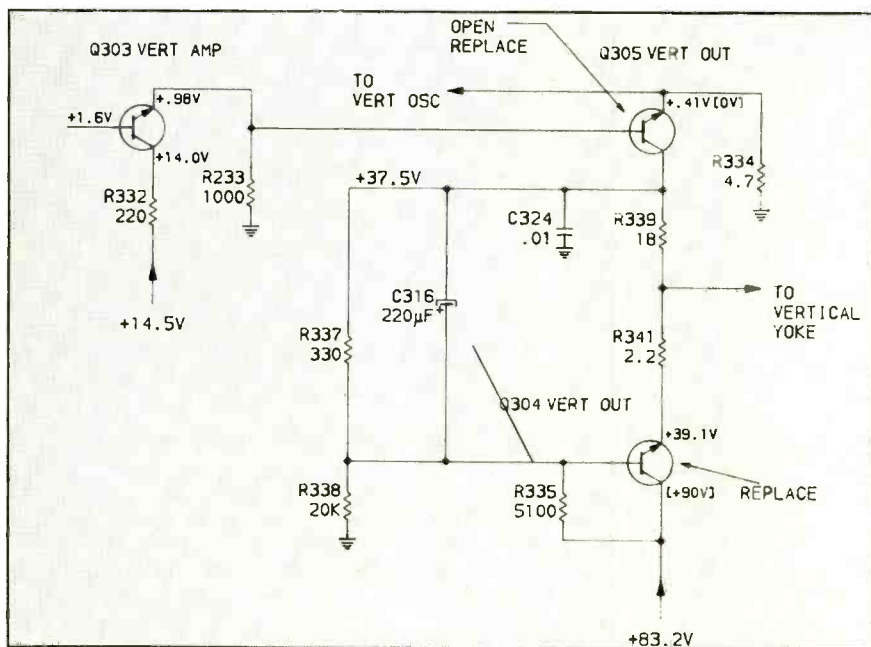 Q303 VERT AMP
OPEN
REPLACE
Q305 VERT OUT
TO
VERT OSC
+.98V
+1.6V
+14.0V
+.41V[0V]
R332
220
R233
1000
R334
4.7
+37.5V
C324
.01
R339
18
+14.5V
C316
220µF
+
TO
VERTICAL
YOKE
R337
330
R341
2.2
Q304 VERT OUT
+39.1V
R338
20K
R335
5100
[+90V]
REPLACE
+83.2V